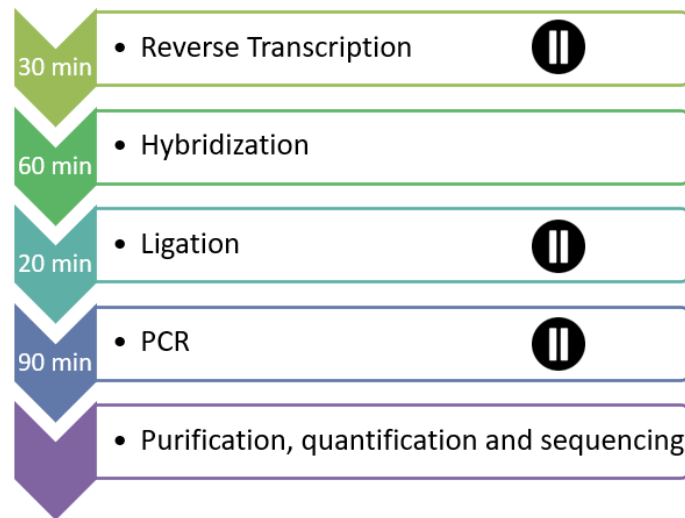 30 min
• Reverse Transcription
60 min
• Hybridization
20 min
• Ligation
90 min
• PCR
• Purification, quantification and sequencing